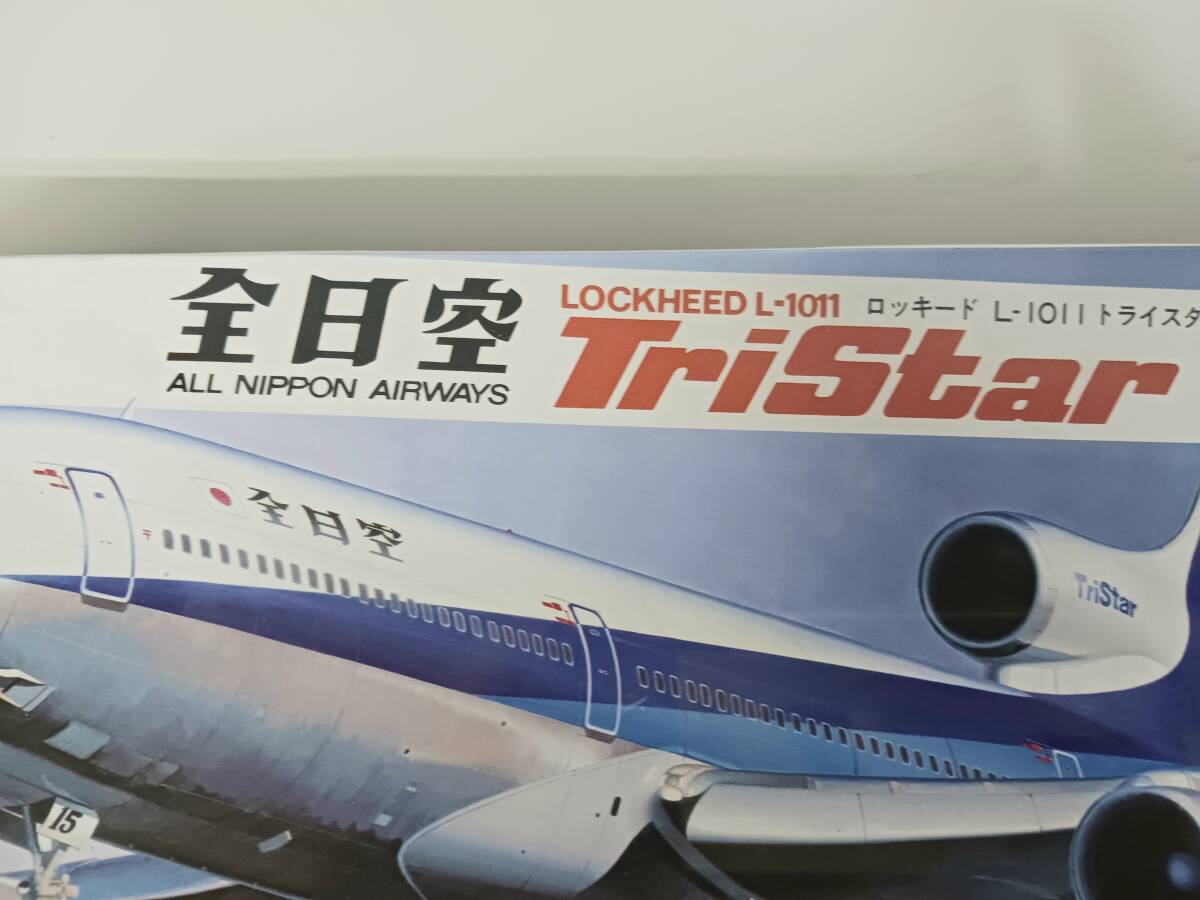 全日空
ALL NIPPON AIRWAYS
LOCKHEED L-1011 ロッキード L-1011 トライスタ
TriStar
全日空
TriStar
15